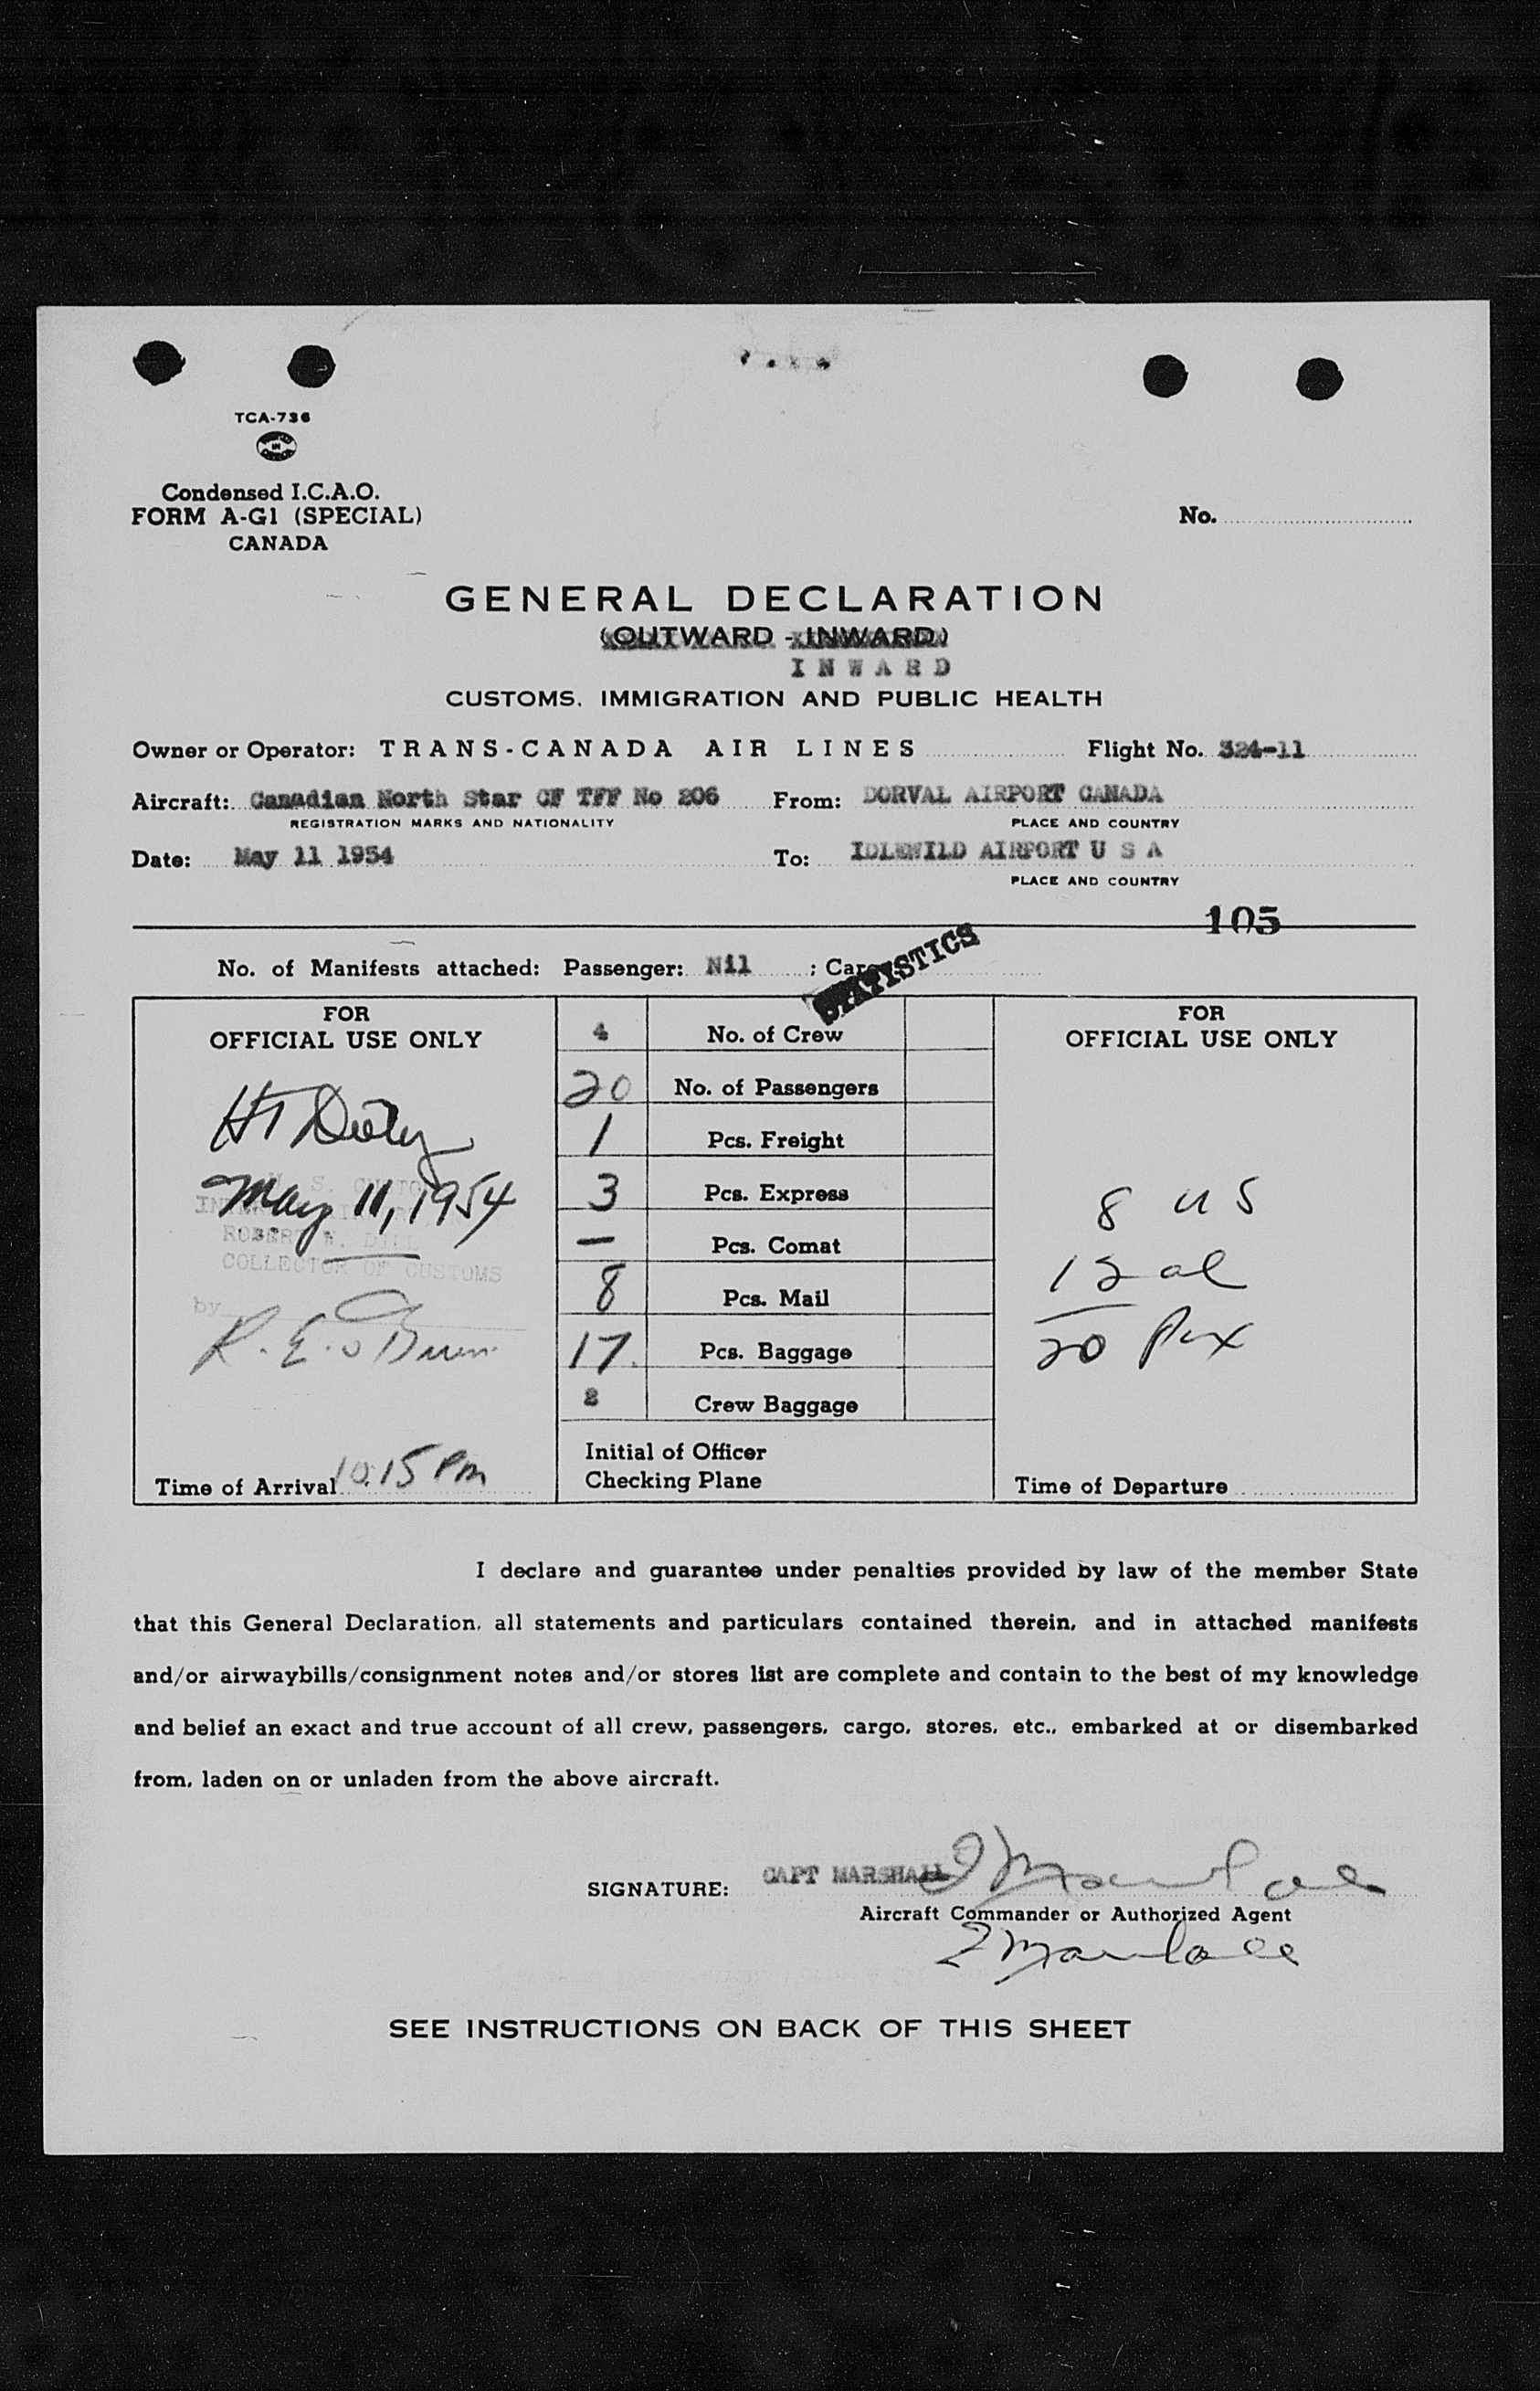 TCA-736
Condensed I.C.A.O.
FORM A-G1 (SPECIAL)
CANADA
No.
GENERAL DECLARATION
(OUTWARD - INWARD)
INWARD
CUSTOMS, IMMIGRATION AND PUBLIC HEALTH
Owner or Operator: TRANS-CANADA AIR LINES Flight No. 324-11
Aircraft: Canadian North Star CF TFF No 206 From: DORVAL AIRPORT CANADA
REGISTRATION MARKS AND NATIONALITY PLACE AND COUNTRY
Date: May 11 1954 To: IDLEWILD AIRPORT U S A
PLACE AND COUNTRY
105
No. of Manifests attached: Passenger: Nil ; Cargo
STATISTICS
FOR
OFFICIAL USE ONLY
May 11, 1954
COLLECTOR OF CUSTOMS
by
Time of Arrival 10:15 Pm
4 No. of Crew
20 No. of Passengers
1 Pcs. Freight
3 Pcs. Express
— Pcs. Comat
8 Pcs. Mail
17 Pcs. Baggage
2 Crew Baggage
Initial of Officer
Checking Plane
FOR
OFFICIAL USE ONLY
8 US
12 al
20 Pax
Time of Departure
I declare and guarantee under penalties provided by law of the member State
that this General Declaration, all statements and particulars contained therein, and in attached manifests
and/or airwaybills/consignment notes and/or stores list are complete and contain to the best of my knowledge
and belief an exact and true account of all crew, passengers, cargo, stores, etc., embarked at or disembarked
from, laden on or unladen from the above aircraft.
SIGNATURE: CAPT MARSHALL
Aircraft Commander or Authorized Agent
SEE INSTRUCTIONS ON BACK OF THIS SHEET